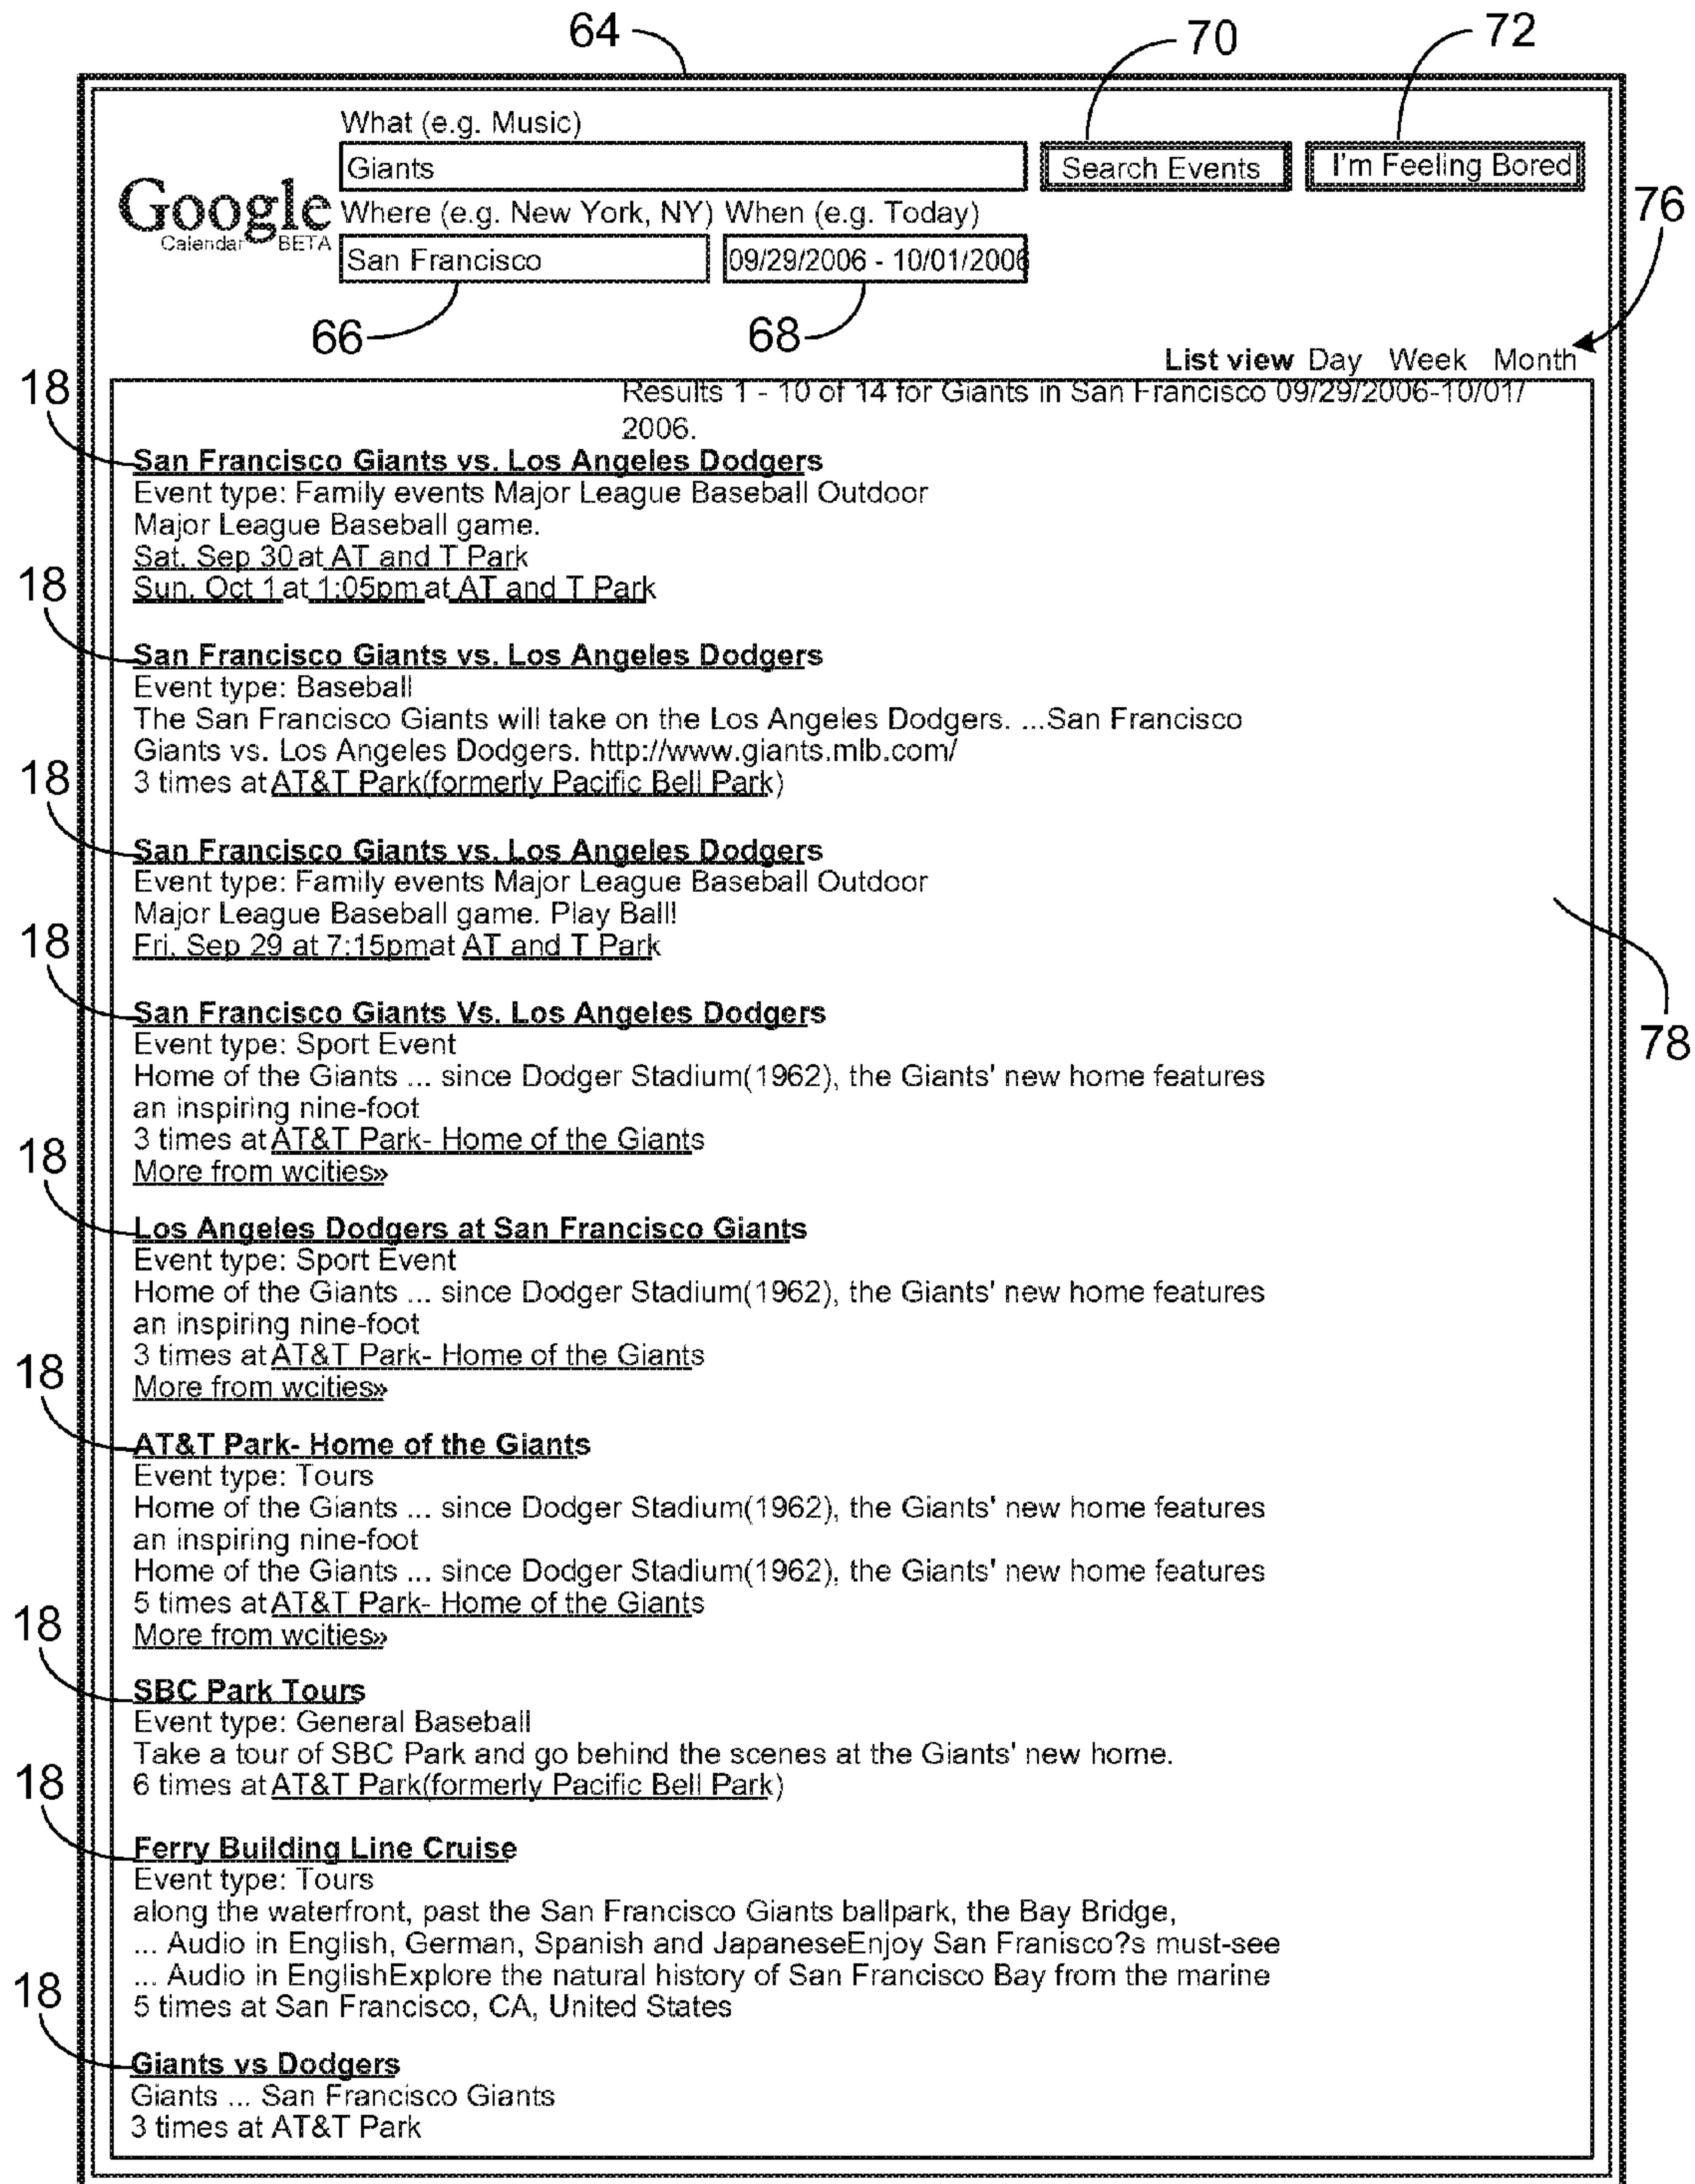 64
70
72
What (e.g. Music)
Giants
Search Events
I'm Feeling Bored
76
Google
Calendar BETA
Where (e.g. New York, NY) When (e.g. Today)
San Francisco
09/29/2006 - 10/01/2006
66
68
List view Day Week Month
18
Results 1 - 10 of 14 for Giants in San Francisco 09/29/2006-10/01/
2006.
San Francisco Giants vs. Los Angeles Dodgers
Event type: Family events Major League Baseball Outdoor
Major League Baseball game.
Sat, Sep 30 at AT and T Park
18
Sun, Oct 1 at 1:05pm at AT and T Park
San Francisco Giants vs. Los Angeles Dodgers
Event type: Baseball
The San Francisco Giants will take on the Los Angeles Dodgers. ...San Francisco
Giants vs. Los Angeles Dodgers. http://www.giants.mlb.com/
18
3 times at AT&T Park(formerly Pacific Bell Park)
San Francisco Giants vs. Los Angeles Dodgers
Event type: Family events Major League Baseball Outdoor
Major League Baseball game. Play Ball!
18
Fri, Sep 29 at 7:15pmat AT and T Park
San Francisco Giants Vs. Los Angeles Dodgers
78
Event type: Sport Event
Home of the Giants ... since Dodger Stadium(1962), the Giants' new home features
an inspiring nine-foot
3 times at AT&T Park- Home of the Giants
18
More from wcities»
Los Angeles Dodgers at San Francisco Giants
Event type: Sport Event
Home of the Giants ... since Dodger Stadium(1962), the Giants' new home features
an inspiring nine-foot
3 times at AT&T Park- Home of the Giants
18
More from wcities»
AT&T Park- Home of the Giants
Event type: Tours
Home of the Giants ... since Dodger Stadium(1962), the Giants' new home features
an inspiring nine-foot
Home of the Giants ... since Dodger Stadium(1962), the Giants' new home features
5 times at AT&T Park- Home of the Giants
18
More from wcities»
SBC Park Tours
Event type: General Baseball
Take a tour of SBC Park and go behind the scenes at the Giants' new home.
18
6 times at AT&T Park(formerly Pacific Bell Park)
Ferry Building Line Cruise
Event type: Tours
along the waterfront, past the San Francisco Giants ballpark, the Bay Bridge,
... Audio in English, German, Spanish and JapaneseEnjoy San Franisco?s must-see
... Audio in EnglishExplore the natural history of San Francisco Bay from the marine
18
5 times at San Francisco, CA, United States
Giants vs Dodgers
Giants ... San Francisco Giants
3 times at AT&T Park